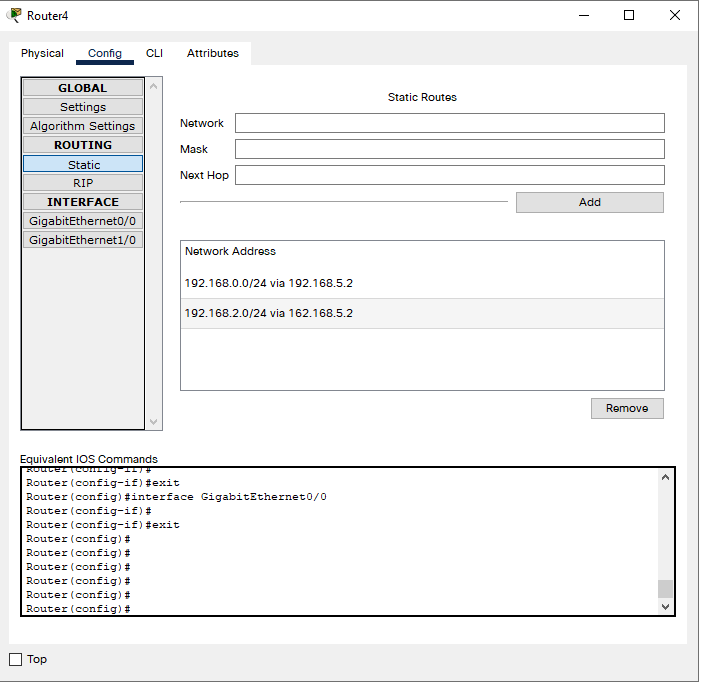 Router4
Physical Config CLI Attributes
GLOBAL
Settings
Algorithm Settings
ROUTING
Static
RIP
INTERFACE
GigabitEthernet0/0
GigabitEthernet1/0
Static Routes
Network
Mask
Next Hop
Add
Network Address
192.168.0.0/24 via 192.168.5.2
192.168.2.0/24 via 162.168.5.2
Remove
Equivalent IOS Commands
Router(config-if)#
Router(config-if)#exit
Router(config)#interface GigabitEthernet0/0
Router(config-if)#
Router(config-if)#exit
Router(config)#
Router(config)#
Router(config)#
Router(config)#
Router(config)#
Router(config)#
Top